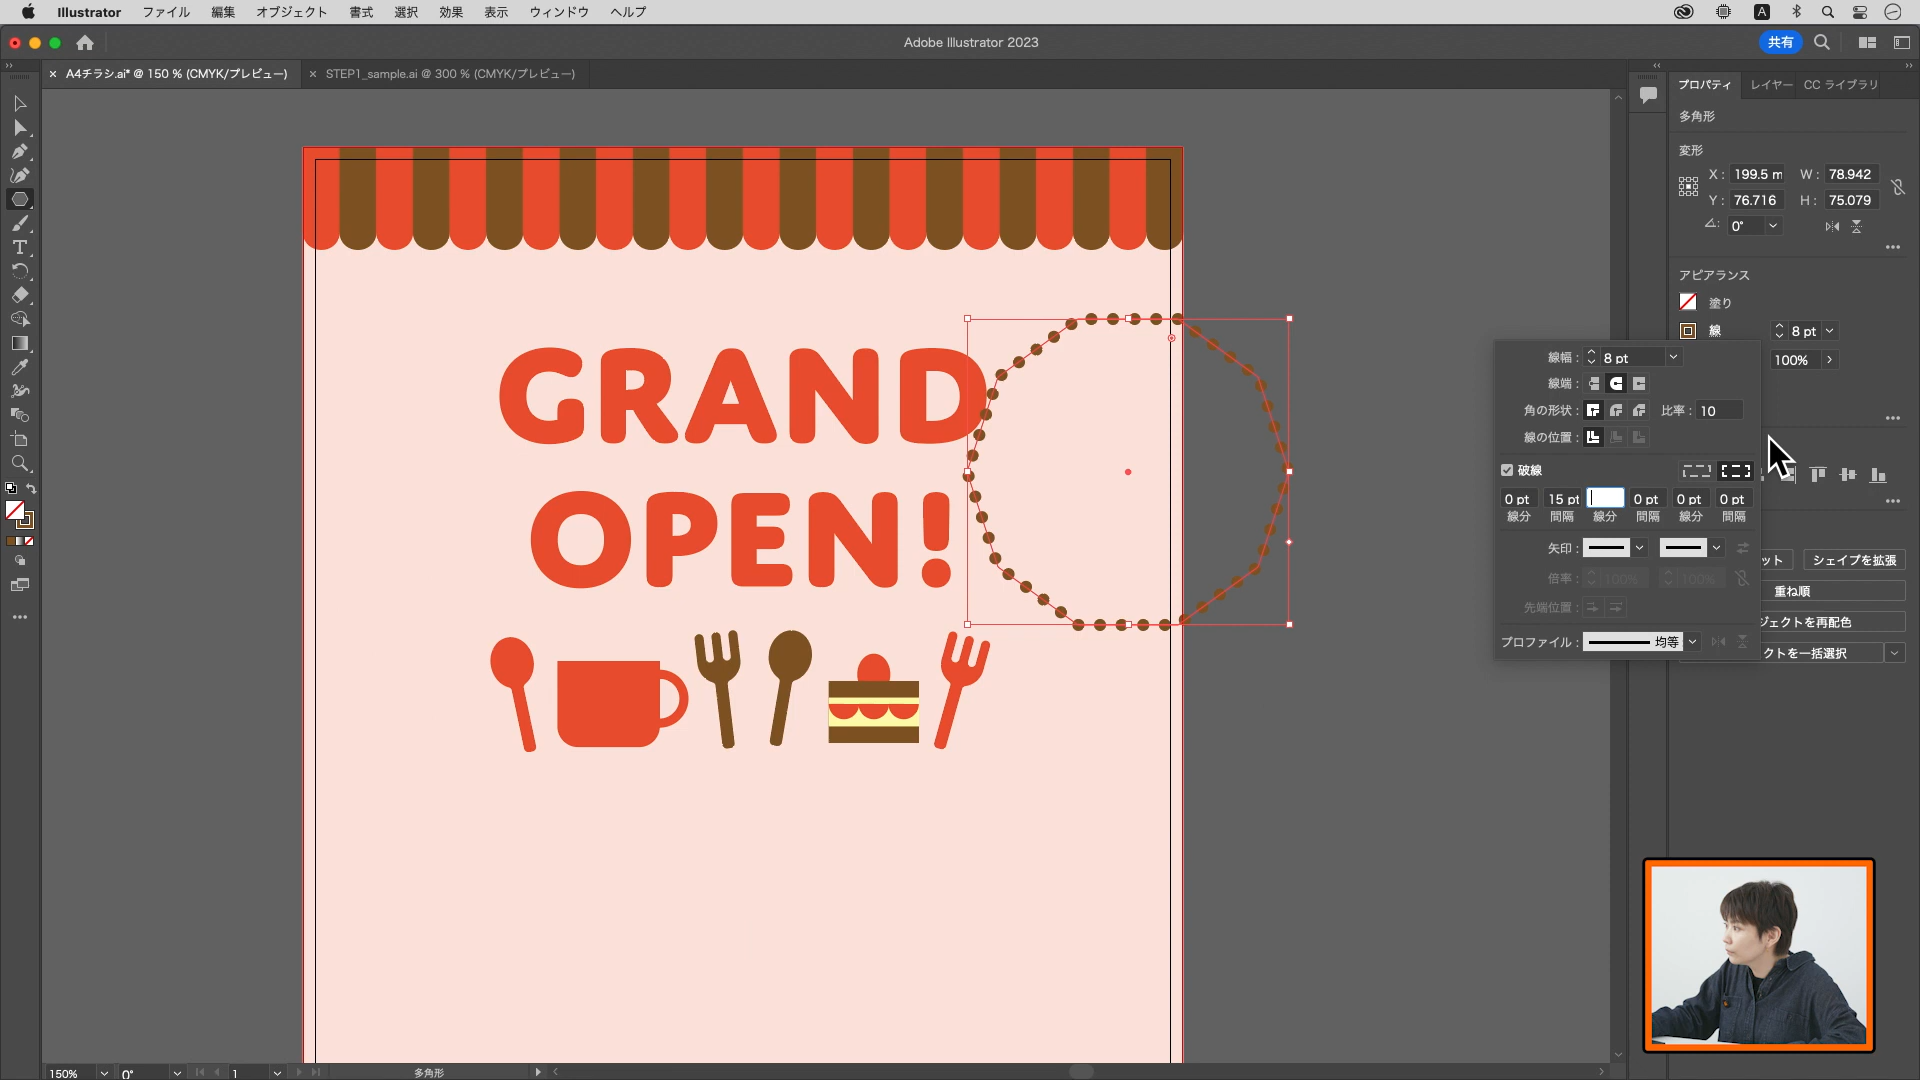 Illustrator ファイル 編集 オブジェクト 書式 選択 効果 表示 ウィンドウ ヘルプ
A
Adobe Illustrator 2023
共有
× A4チラシ.ai* @ 150 % (CMYK/プレビュー)
× STEP1_sample.ai @ 300 % (CMYK/プレビュー)
プロパティ レイヤー CC ライブラリ
多角形
変形
X : 199.5 m W : 78.942
Y : 76.716 H : 75.079
0°
アピアランス
塗り
線 8 pt
100%
線幅 : 8 pt
線端 :
角の形状 : 比率 : 10
線の位置 :
破線
0 pt 15 pt 0 pt 0 pt 0 pt
線分 間隔 線分 間隔 線分 間隔
矢印 :
倍率 : 100% 100%
先端位置 :
プロファイル : 均等
ット シェイプを拡張
重ね順
ジェクトを再配色
クトを一括選択
GRAND
OPEN!
150% 0° 1 多角形